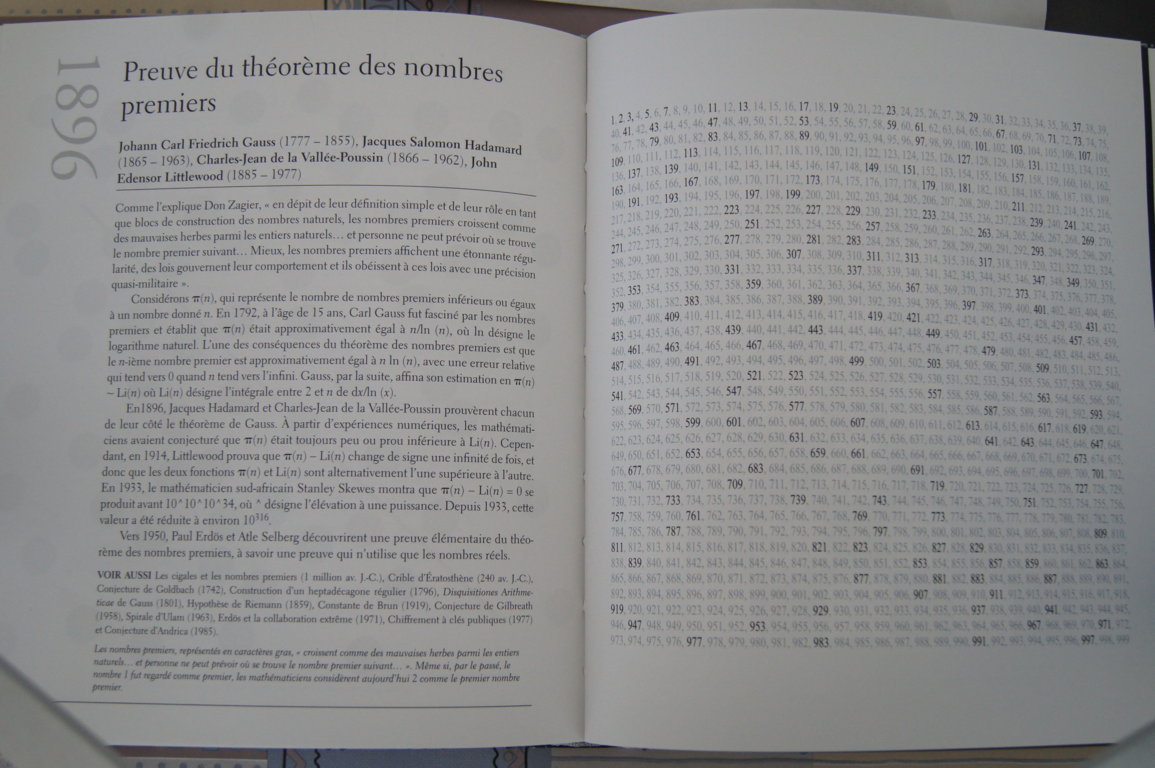 1896
Preuve du théorème des nombres
premiers
Johann Carl Friedrich Gauss (1777 – 1855), Jacques Salomon Hadamard
(1865 – 1963), Charles-Jean de la Vallée-Poussin (1866 – 1962), John
Edensor Littlewood (1885 – 1977)
Comme l'explique Don Zagier, « en dépit de leur définition simple et de leur rôle en tant
que blocs de construction des nombres naturels, les nombres premiers croissent comme
des mauvaises herbes parmi les entiers naturels… et personne ne peut prévoir où se trouve
le nombre premier suivant… Mieux, les nombres premiers affichent une étonnante régu-
larité, des lois gouvernent leur comportement et ils obéissent à ces lois avec une précision
quasi-militaire ».
Considérons π(n), qui représente le nombre de nombres premiers inférieurs ou égaux
à un nombre donné n. En 1792, à l'âge de 15 ans, Carl Gauss fut fasciné par les nombres
premiers et établit que π(n) était approximativement égal à n/ln (n), où ln désigne le
logarithme naturel. L'une des conséquences du théorème des nombres premiers est que
le n-ième nombre premier est approximativement égal à n ln (n), avec une erreur relative
qui tend vers 0 quand n tend vers l'infini. Gauss, par la suite, affina son estimation en π(n)
~ Li(n) où Li(n) désigne l'intégrale entre 2 et n de dx/ln (x).
En1896, Jacques Hadamard et Charles-Jean de la Vallée-Poussin prouvèrent chacun
de leur côté le théorème de Gauss. À partir d'expériences numériques, les mathémati-
ciens avaient conjecturé que π(n) était toujours peu ou prou inférieure à Li(n). Cepen-
dant, en 1914, Littlewood prouva que π(n) – Li(n) change de signe une infinité de fois, et
donc que les deux fonctions π(n) et Li(n) sont alternativement l'une supérieure à l'autre.
En 1933, le mathématicien sud-africain Stanley Skewes montra que π(n) – Li(n) = 0 se
produit avant 10^10^10^34, où ^ désigne l'élévation à une puissance. Depuis 1933, cette
valeur a été réduite à environ 10³¹⁶.
Vers 1950, Paul Erdös et Atle Selberg découvrirent une preuve élémentaire du théo-
rème des nombres premiers, à savoir une preuve qui n'utilise que les nombres réels.
VOIR AUSSI Les cigales et les nombres premiers (1 million av. J.-C.), Crible d'Ératosthène (240 av. J.-C.),
Conjecture de Goldbach (1742), Construction d'un heptadécagone régulier (1796), Disquisitiones Arithme-
ticae de Gauss (1801), Hypothèse de Riemann (1859), Constante de Brun (1919), Conjecture de Gilbreath
(1958), Spirale d'Ulam (1963), Erdös et la collaboration extrême (1971), Chiffrement à clés publiques (1977)
et Conjecture d'Andrica (1985).
Les nombres premiers, représentés en caractères gras, « croissent comme des mauvaises herbes parmi les entiers
naturels… et personne ne peut prévoir où se trouve le nombre premier suivant… ». Même si, par le passé, le
nombre 1 fut regardé comme premier, les mathématiciens considèrent aujourd'hui 2 comme le premier nombre
premier.
1, 2, 3, 4, 5, 6, 7, 8, 9, 10, 11, 12, 13, 14, 15, 16, 17, 18, 19, 20, 21, 22, 23, 24, 25, 26, 27, 28, 29, 30, 31, 32, 33, 34, 35, 36, 37, 38, 39,
40, 41, 42, 43, 44, 45, 46, 47, 48, 49, 50, 51, 52, 53, 54, 55, 56, 57, 58, 59, 60, 61, 62, 63, 64, 65, 66, 67, 68, 69, 70, 71, 72, 73, 74, 75,
76, 77, 78, 79, 80, 81, 82, 83, 84, 85, 86, 87, 88, 89, 90, 91, 92, 93, 94, 95, 96, 97, 98, 99, 100, 101, 102, 103, 104, 105, 106, 107, 108,
109, 110, 111, 112, 113, 114, 115, 116, 117, 118, 119, 120, 121, 122, 123, 124, 125, 126, 127, 128, 129, 130, 131, 132, 133, 134, 135,
136, 137, 138, 139, 140, 141, 142, 143, 144, 145, 146, 147, 148, 149, 150, 151, 152, 153, 154, 155, 156, 157, 158, 159, 160, 161, 162,
163, 164, 165, 166, 167, 168, 169, 170, 171, 172, 173, 174, 175, 176, 177, 178, 179, 180, 181, 182, 183, 184, 185, 186, 187, 188, 189,
190, 191, 192, 193, 194, 195, 196, 197, 198, 199, 200, 201, 202, 203, 204, 205, 206, 207, 208, 209, 210, 211, 212, 213, 214, 215, 216,
217, 218, 219, 220, 221, 222, 223, 224, 225, 226, 227, 228, 229, 230, 231, 232, 233, 234, 235, 236, 237, 238, 239, 240, 241, 242, 243,
244, 245, 246, 247, 248, 249, 250, 251, 252, 253, 254, 255, 256, 257, 258, 259, 260, 261, 262, 263, 264, 265, 266, 267, 268, 269, 270,
271, 272, 273, 274, 275, 276, 277, 278, 279, 280, 281, 282, 283, 284, 285, 286, 287, 288, 289, 290, 291, 292, 293, 294, 295, 296, 297,
298, 299, 300, 301, 302, 303, 304, 305, 306, 307, 308, 309, 310, 311, 312, 313, 314, 315, 316, 317, 318, 319, 320, 321, 322, 323, 324,
325, 326, 327, 328, 329, 330, 331, 332, 333, 334, 335, 336, 337, 338, 339, 340, 341, 342, 343, 344, 345, 346, 347, 348, 349, 350, 351,
352, 353, 354, 355, 356, 357, 358, 359, 360, 361, 362, 363, 364, 365, 366, 367, 368, 369, 370, 371, 372, 373, 374, 375, 376, 377, 378,
379, 380, 381, 382, 383, 384, 385, 386, 387, 388, 389, 390, 391, 392, 393, 394, 395, 396, 397, 398, 399, 400, 401, 402, 403, 404, 405,
406, 407, 408, 409, 410, 411, 412, 413, 414, 415, 416, 417, 418, 419, 420, 421, 422, 423, 424, 425, 426, 427, 428, 429, 430, 431, 432,
433, 434, 435, 436, 437, 438, 439, 440, 441, 442, 443, 444, 445, 446, 447, 448, 449, 450, 451, 452, 453, 454, 455, 456, 457, 458, 459,
460, 461, 462, 463, 464, 465, 466, 467, 468, 469, 470, 471, 472, 473, 474, 475, 476, 477, 478, 479, 480, 481, 482, 483, 484, 485, 486,
487, 488, 489, 490, 491, 492, 493, 494, 495, 496, 497, 498, 499, 500, 501, 502, 503, 504, 505, 506, 507, 508, 509, 510, 511, 512, 513,
514, 515, 516, 517, 518, 519, 520, 521, 522, 523, 524, 525, 526, 527, 528, 529, 530, 531, 532, 533, 534, 535, 536, 537, 538, 539, 540,
541, 542, 543, 544, 545, 546, 547, 548, 549, 550, 551, 552, 553, 554, 555, 556, 557, 558, 559, 560, 561, 562, 563, 564, 565, 566, 567,
568, 569, 570, 571, 572, 573, 574, 575, 576, 577, 578, 579, 580, 581, 582, 583, 584, 585, 586, 587, 588, 589, 590, 591, 592, 593, 594,
595, 596, 597, 598, 599, 600, 601, 602, 603, 604, 605, 606, 607, 608, 609, 610, 611, 612, 613, 614, 615, 616, 617, 618, 619, 620, 621,
622, 623, 624, 625, 626, 627, 628, 629, 630, 631, 632, 633, 634, 635, 636, 637, 638, 639, 640, 641, 642, 643, 644, 645, 646, 647, 648,
649, 650, 651, 652, 653, 654, 655, 656, 657, 658, 659, 660, 661, 662, 663, 664, 665, 666, 667, 668, 669, 670, 671, 672, 673, 674, 675,
676, 677, 678, 679, 680, 681, 682, 683, 684, 685, 686, 687, 688, 689, 690, 691, 692, 693, 694, 695, 696, 697, 698, 699, 700, 701, 702,
703, 704, 705, 706, 707, 708, 709, 710, 711, 712, 713, 714, 715, 716, 717, 718, 719, 720, 721, 722, 723, 724, 725, 726, 727, 728, 729,
730, 731, 732, 733, 734, 735, 736, 737, 738, 739, 740, 741, 742, 743, 744, 745, 746, 747, 748, 749, 750, 751, 752, 753, 754, 755, 756,
757, 758, 759, 760, 761, 762, 763, 764, 765, 766, 767, 768, 769, 770, 771, 772, 773, 774, 775, 776, 777, 778, 779, 780, 781, 782, 783,
784, 785, 786, 787, 788, 789, 790, 791, 792, 793, 794, 795, 796, 797, 798, 799, 800, 801, 802, 803, 804, 805, 806, 807, 808, 809, 810,
811, 812, 813, 814, 815, 816, 817, 818, 819, 820, 821, 822, 823, 824, 825, 826, 827, 828, 829, 830, 831, 832, 833, 834, 835, 836, 837,
838, 839, 840, 841, 842, 843, 844, 845, 846, 847, 848, 849, 850, 851, 852, 853, 854, 855, 856, 857, 858, 859, 860, 861, 862, 863, 864,
865, 866, 867, 868, 869, 870, 871, 872, 873, 874, 875, 876, 877, 878, 879, 880, 881, 882, 883, 884, 885, 886, 887, 888, 889, 890, 891,
892, 893, 894, 895, 896, 897, 898, 899, 900, 901, 902, 903, 904, 905, 906, 907, 908, 909, 910, 911, 912, 913, 914, 915, 916, 917, 918,
919, 920, 921, 922, 923, 924, 925, 926, 927, 928, 929, 930, 931, 932, 933, 934, 935, 936, 937, 938, 939, 940, 941, 942, 943, 944, 945,
946, 947, 948, 949, 950, 951, 952, 953, 954, 955, 956, 957, 958, 959, 960, 961, 962, 963, 964, 965, 966, 967, 968, 969, 970, 971, 972,
973, 974, 975, 976, 977, 978, 979, 980, 981, 982, 983, 984, 985, 986, 987, 988, 989, 990, 991, 992, 993, 994, 995, 996, 997, 998, 999